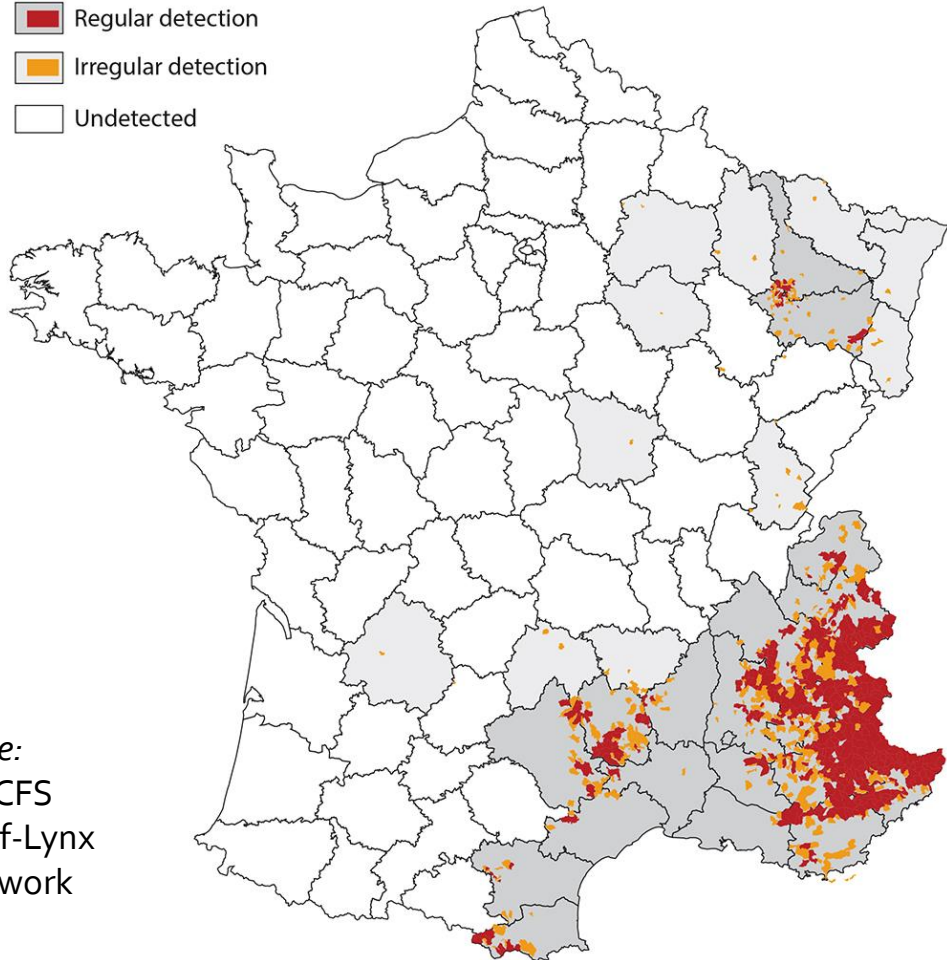 Regular detection
Irregular detection
Undetected
e:
CFS
f-Lynx
work